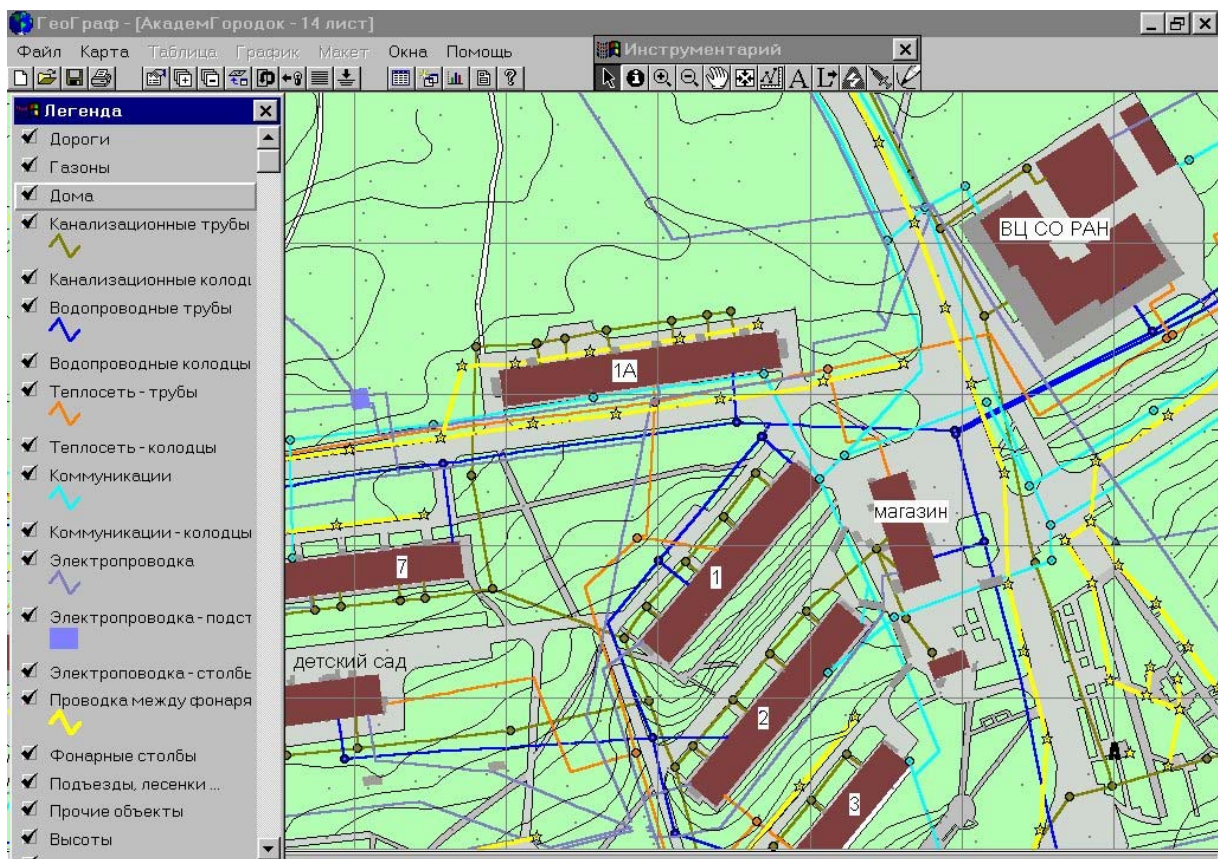 ГеоГраф - [АкадемГородок - 14 лист]
Файл Карта Таблица График Макет Окна Помощь
Инструментарий
Легенда
Дороги
Газоны
Дома
Канализационные трубы
Канализационные колодц
Водопроводные трубы
Водопроводные колодцы
Теплосеть - трубы
Теплосеть - колодцы
Коммуникации
Коммуникации - колодцы
Электропроводка
Электропроводка - подст
Электроповодка - столбь
Проводка между фонаря
Фонарные столбы
Подъезды, лесенки ...
Прочие объекты
Высоты
ВЦ СО РАН
1А
магазин
7
1
детский сад
2
3